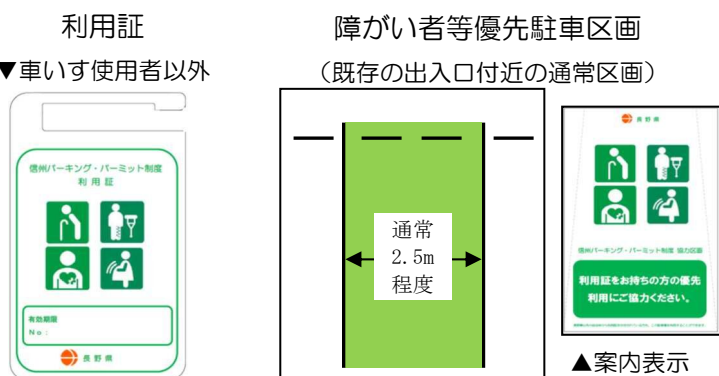 利用証
▼車いす使用者以外
信州パーキング・パーミット制度
利用証
有効期限
No:
長野県
障がい者等優先駐車区画
（既存の出入口付近の通常区画）
通常
2.5m
程度
長野県
信州パーキング・パーミット制度 協力区画
利用証をお持ちの方の優先
利用にご協力ください。
▲案内表示